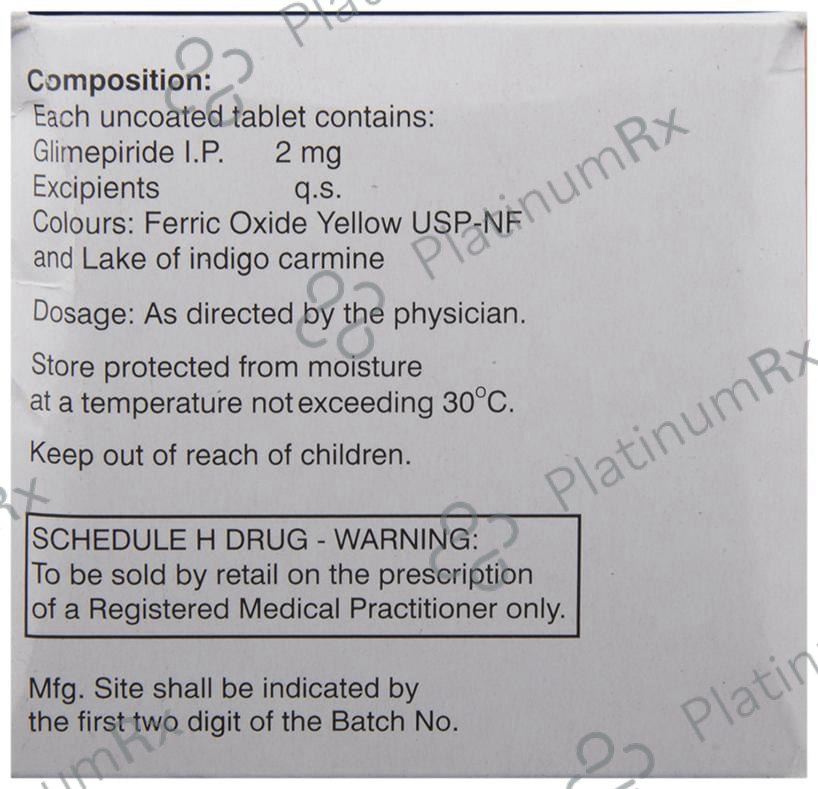 Composition:
Each uncoated tablet contains:
Glimepiride I.P. 2 mg
Excipients q.s.
Colours: Ferric Oxide Yellow USP-NF
and Lake of indigo carmine
Dosage: As directed by the physician.
Store protected from moisture
at a temperature not exceeding 30°C.
Keep out of reach of children.
SCHEDULE H DRUG - WARNING:
To be sold by retail on the prescription
of a Registered Medical Practitioner only.
Mfg. Site shall be indicated by
the first two digit of the Batch No.
PlatinumRx
PlatinumRx